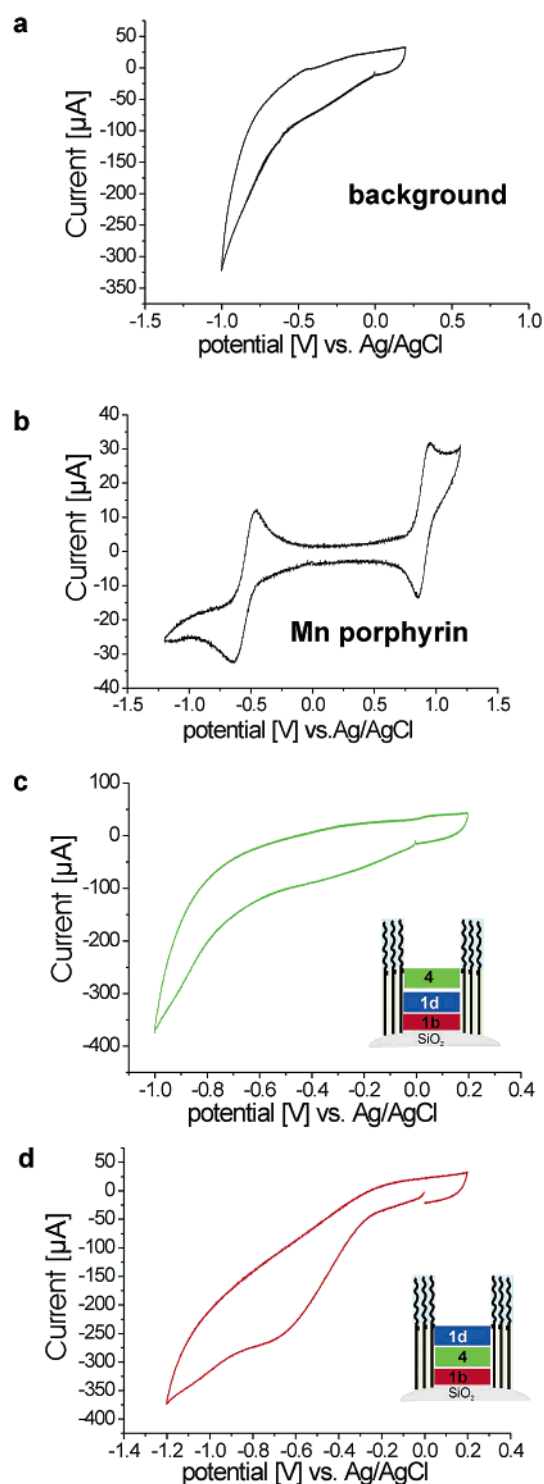 a
50
0
-50
-100
-150
-200
-250
-300
-350
Current [µA]
background
-1.5 -1.0 -0.5 0.0 0.5 1.0
potential [V] vs. Ag/AgCl
b
40
30
20
10
0
-10
-20
-30
-40
Current [µA]
Mn porphyrin
-1.5 -1.0 -0.5 0.0 0.5 1.0 1.5
potential [V] vs.Ag/AgCl
c
100
0
-100
-200
-300
-400
Current [µA]
4
1d
1b
SiO2
-1.0 -0.8 -0.6 -0.4 -0.2 0.0 0.2 0.4
potential [V] vs. Ag/AgCl
d
50
0
-50
-100
-150
-200
-250
-300
-350
-400
Current [µA]
1d
4
1b
SiO2
-1.4 -1.2 -1.0 -0.8 -0.6 -0.4 -0.2 0.0 0.2 0.4
potential [V] vs. Ag/AgCl